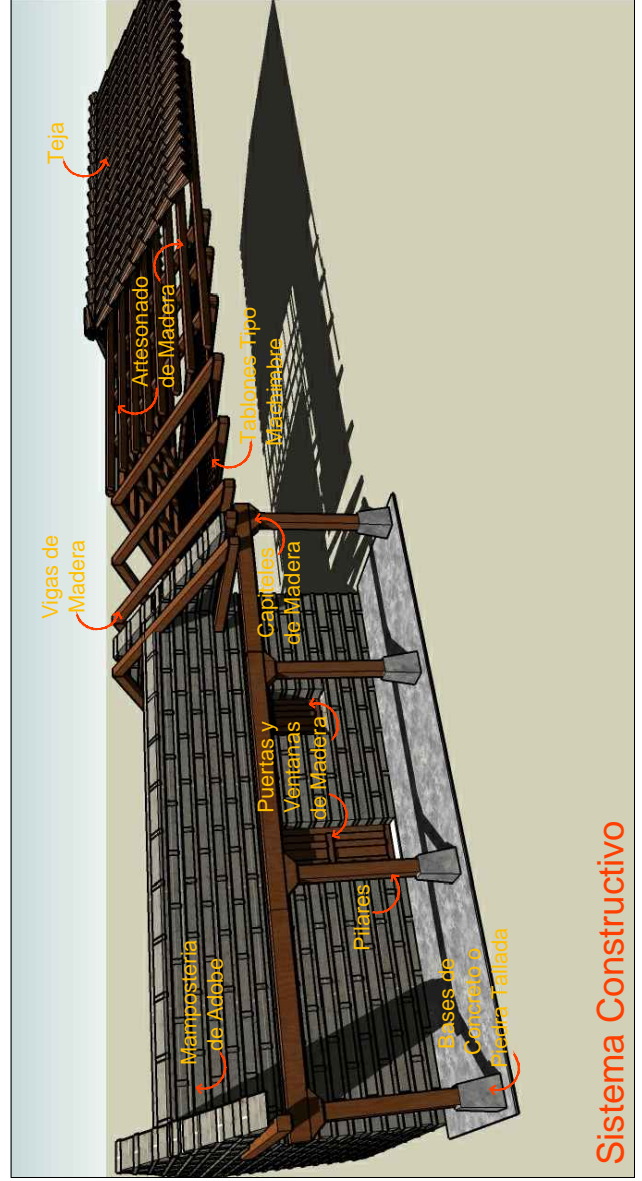 Teja
Artesonado
de Madera
Tablones Tipo
Machimbre
Vigas de
Madera
Capiteles
de Madera
Puertas y
Ventanas
de Madera
Pilares
Mamposteria
de Adobe
Bases de
Concreto o
Piedra Tallada
Sistema Constructivo